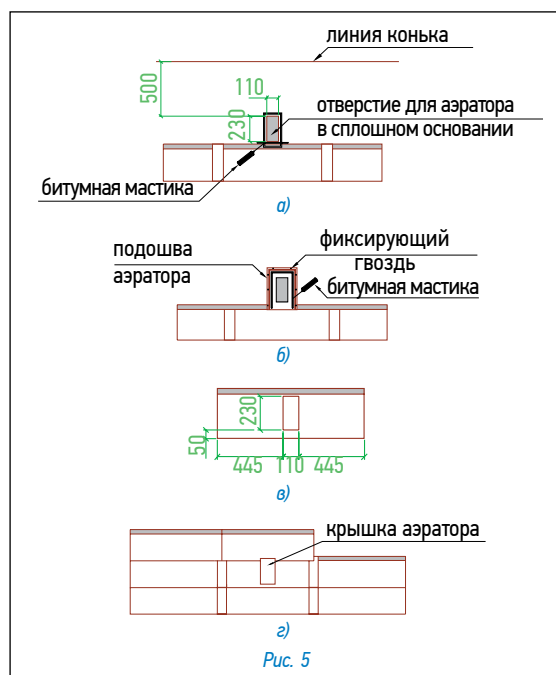 линия конька
500
110
230
отверстие для аэратора
в сплошном основании
битумная мастика
а)
подошва
аэратора
фиксирующий
гвоздь
битумная мастика
б)
230
50
445 110 445
в)
крышка аэратора
г)
Рис. 5